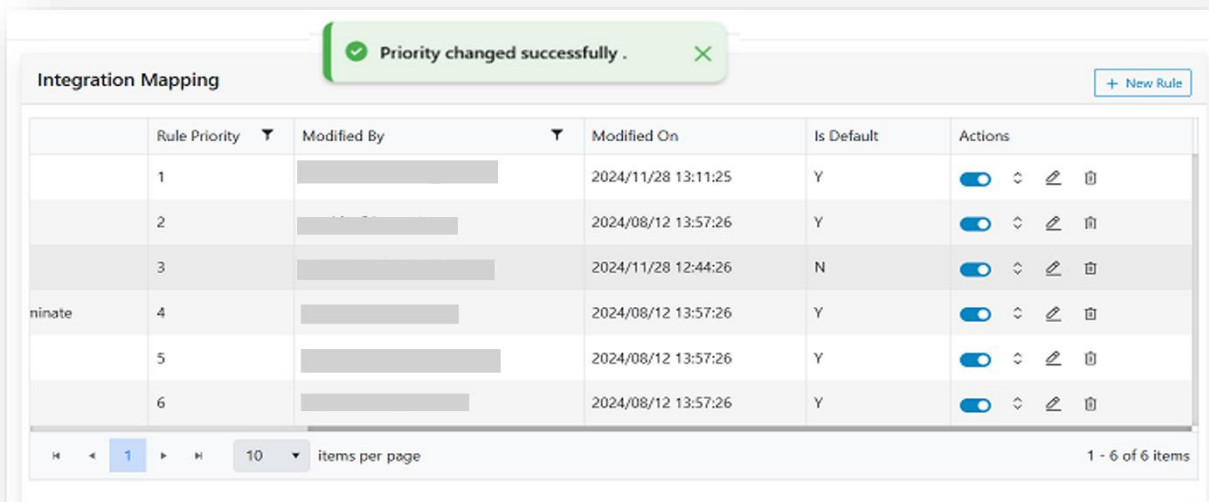 Priority changed successfully .
Integration Mapping
+ New Rule
Rule Priority Modified By Modified On Is Default Actions
1 2024/11/28 13:11:25 Y
2 2024/08/12 13:57:26 Y
3 2024/11/28 12:44:26 N
minate 4 2024/08/12 13:57:26 Y
5 2024/08/12 13:57:26 Y
6 2024/08/12 13:57:26 Y
1 10 items per page 1 - 6 of 6 items